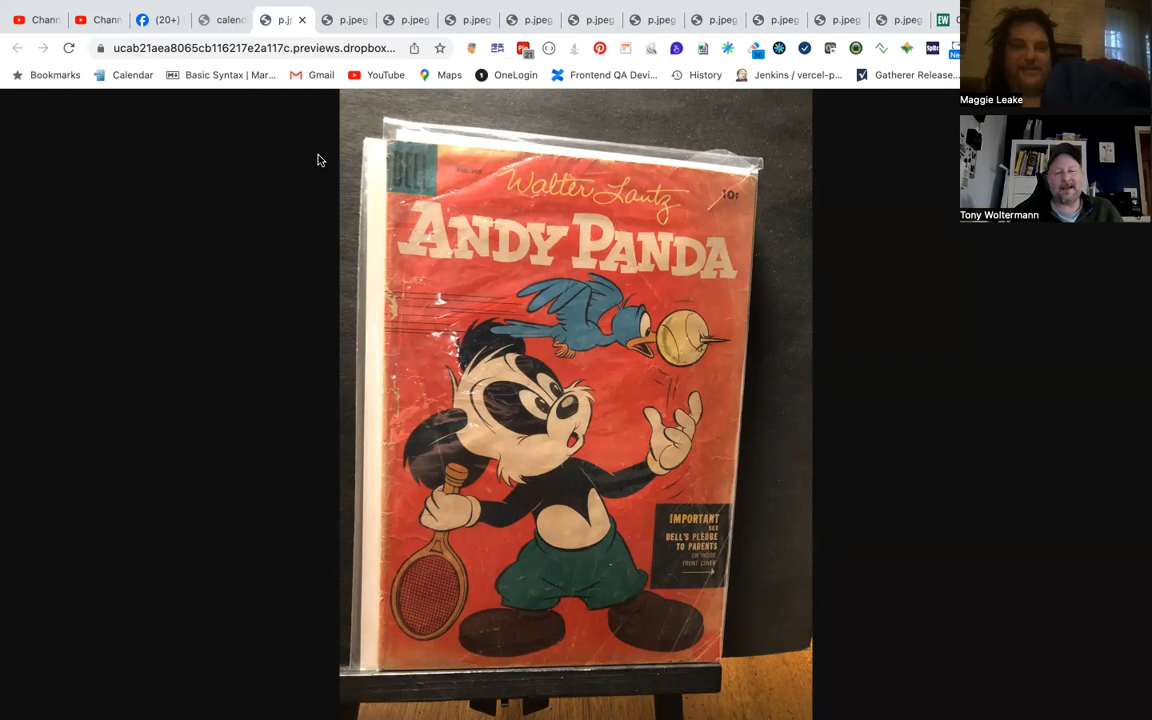 Chann
Chann
(20+)
calend
p.j
p.jpeg
p.jpeg
p.jpeg
p.jpeg
p.jpeg
p.jpeg
p.jpeg
p.jpeg
p.jpeg
p.jpeg
EW
ucab21aea8065cb116217e2a117c.previews.dropbox...
Bookmarks
Calendar
Basic Syntax | Mar...
Gmail
YouTube
Maps
OneLogin
Frontend QA Devi...
History
Jenkins / vercel-p...
Gatherer Release...
Maggie Leake
Tony Woltermann
DELL
Walter Lantz
10¢
ANDY PANDA
IMPORTANT
SEE
DELL'S PLEDGE
TO PARENTS
ON INSIDE
FRONT COVER